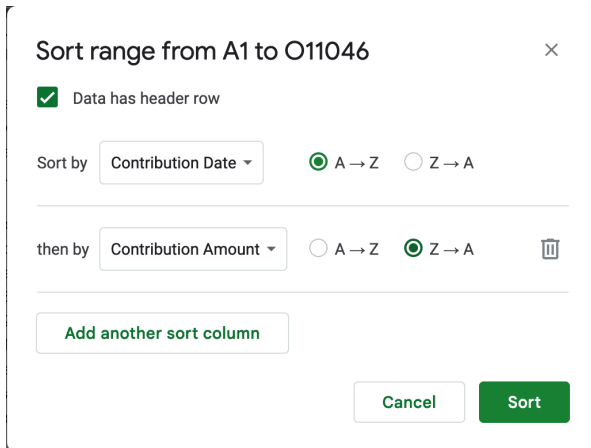 Sort range from A1 to O11046
Data has header row
Sort by Contribution Date A → Z Z → A
then by Contribution Amount A → Z Z → A
Add another sort column
Cancel Sort